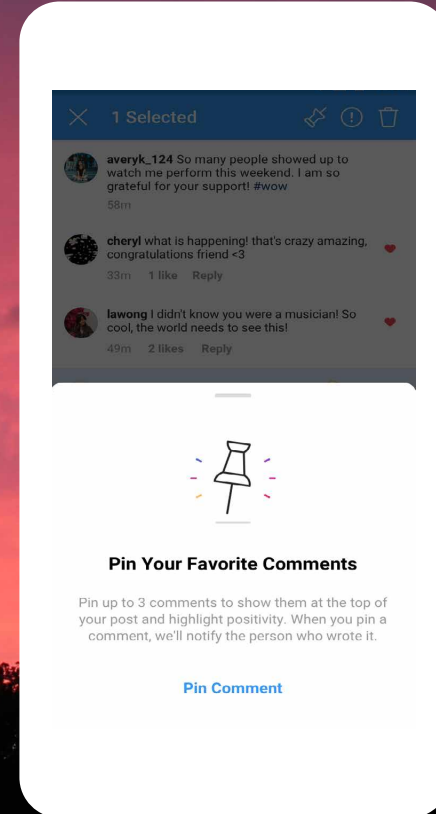 1 Selected
averyk_124 So many people showed up to
watch me perform this weekend. I am so
grateful for your support! #wow
58m
cheryl what is happening! that's crazy amazing,
congratulations friend <3
33m 1 like Reply
lawong I didn't know you were a musician! So
cool, the world needs to see this!
49m 2 likes Reply
Pin Your Favorite Comments
Pin up to 3 comments to show them at the top of
your post and highlight positivity. When you pin a
comment, we'll notify the person who wrote it.
Pin Comment